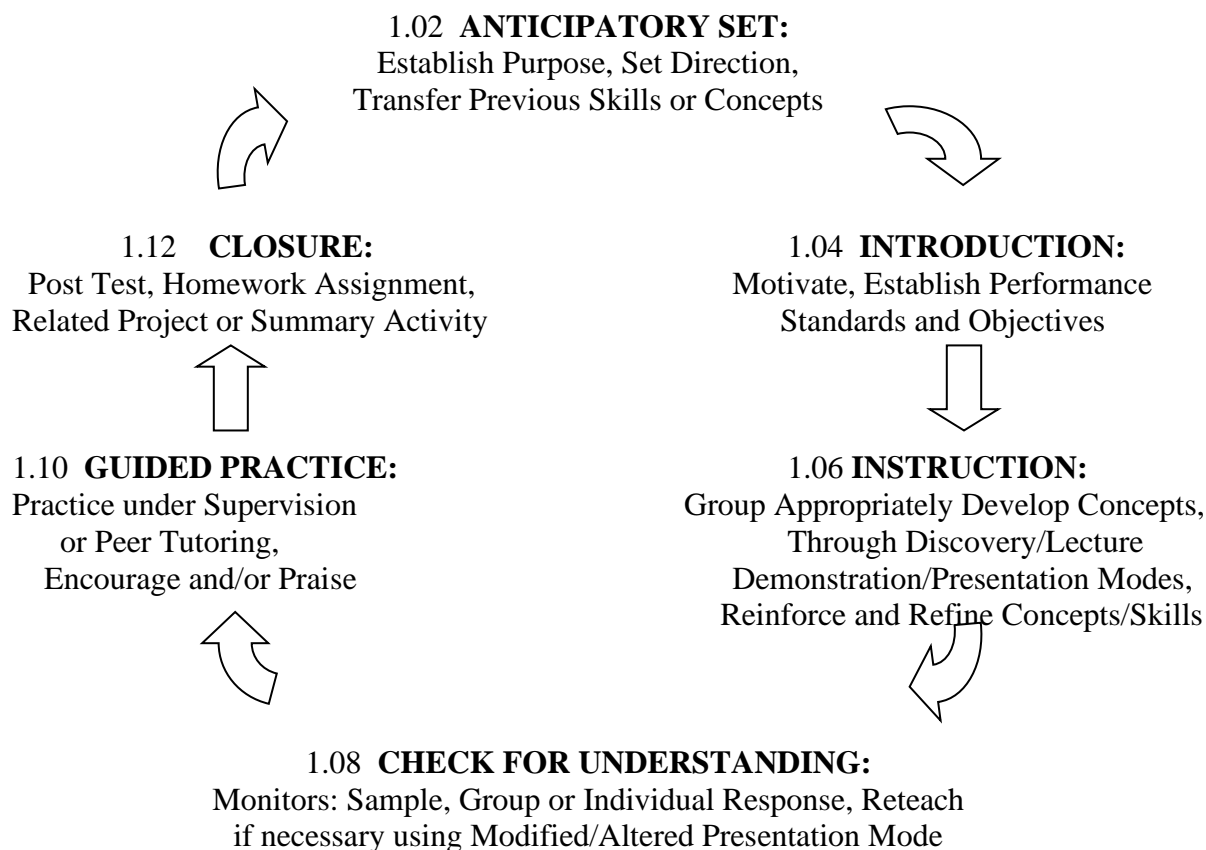 1.02 ANTICIPATORY SET:
Establish Purpose, Set Direction,
Transfer Previous Skills or Concepts
1.04 INTRODUCTION:
Motivate, Establish Performance
Standards and Objectives
1.06 INSTRUCTION:
Group Appropriately Develop Concepts,
Through Discovery/Lecture
Demonstration/Presentation Modes,
Reinforce and Refine Concepts/Skills
1.08 CHECK FOR UNDERSTANDING:
Monitors: Sample, Group or Individual Response, Reteach
if necessary using Modified/Altered Presentation Mode
1.10 GUIDED PRACTICE:
Practice under Supervision
or Peer Tutoring,
Encourage and/or Praise
1.12 CLOSURE:
Post Test, Homework Assignment,
Related Project or Summary Activity